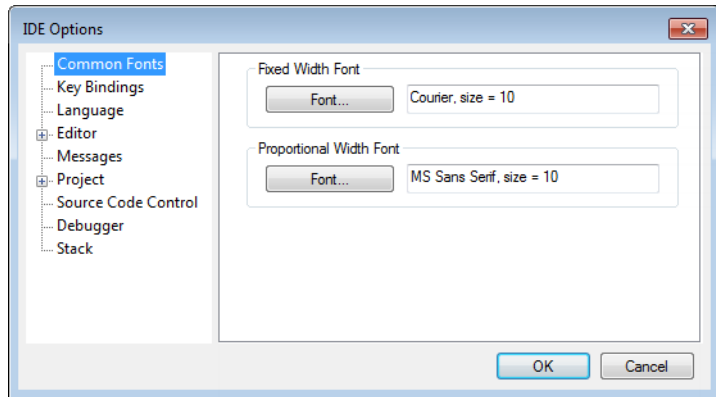 IDE Options
Common Fonts
Key Bindings
Language
Editor
Messages
Project
Source Code Control
Debugger
Stack
Fixed Width Font
Font...
Courier, size = 10
Proportional Width Font
Font...
MS Sans Serif, size = 10
OK
Cancel